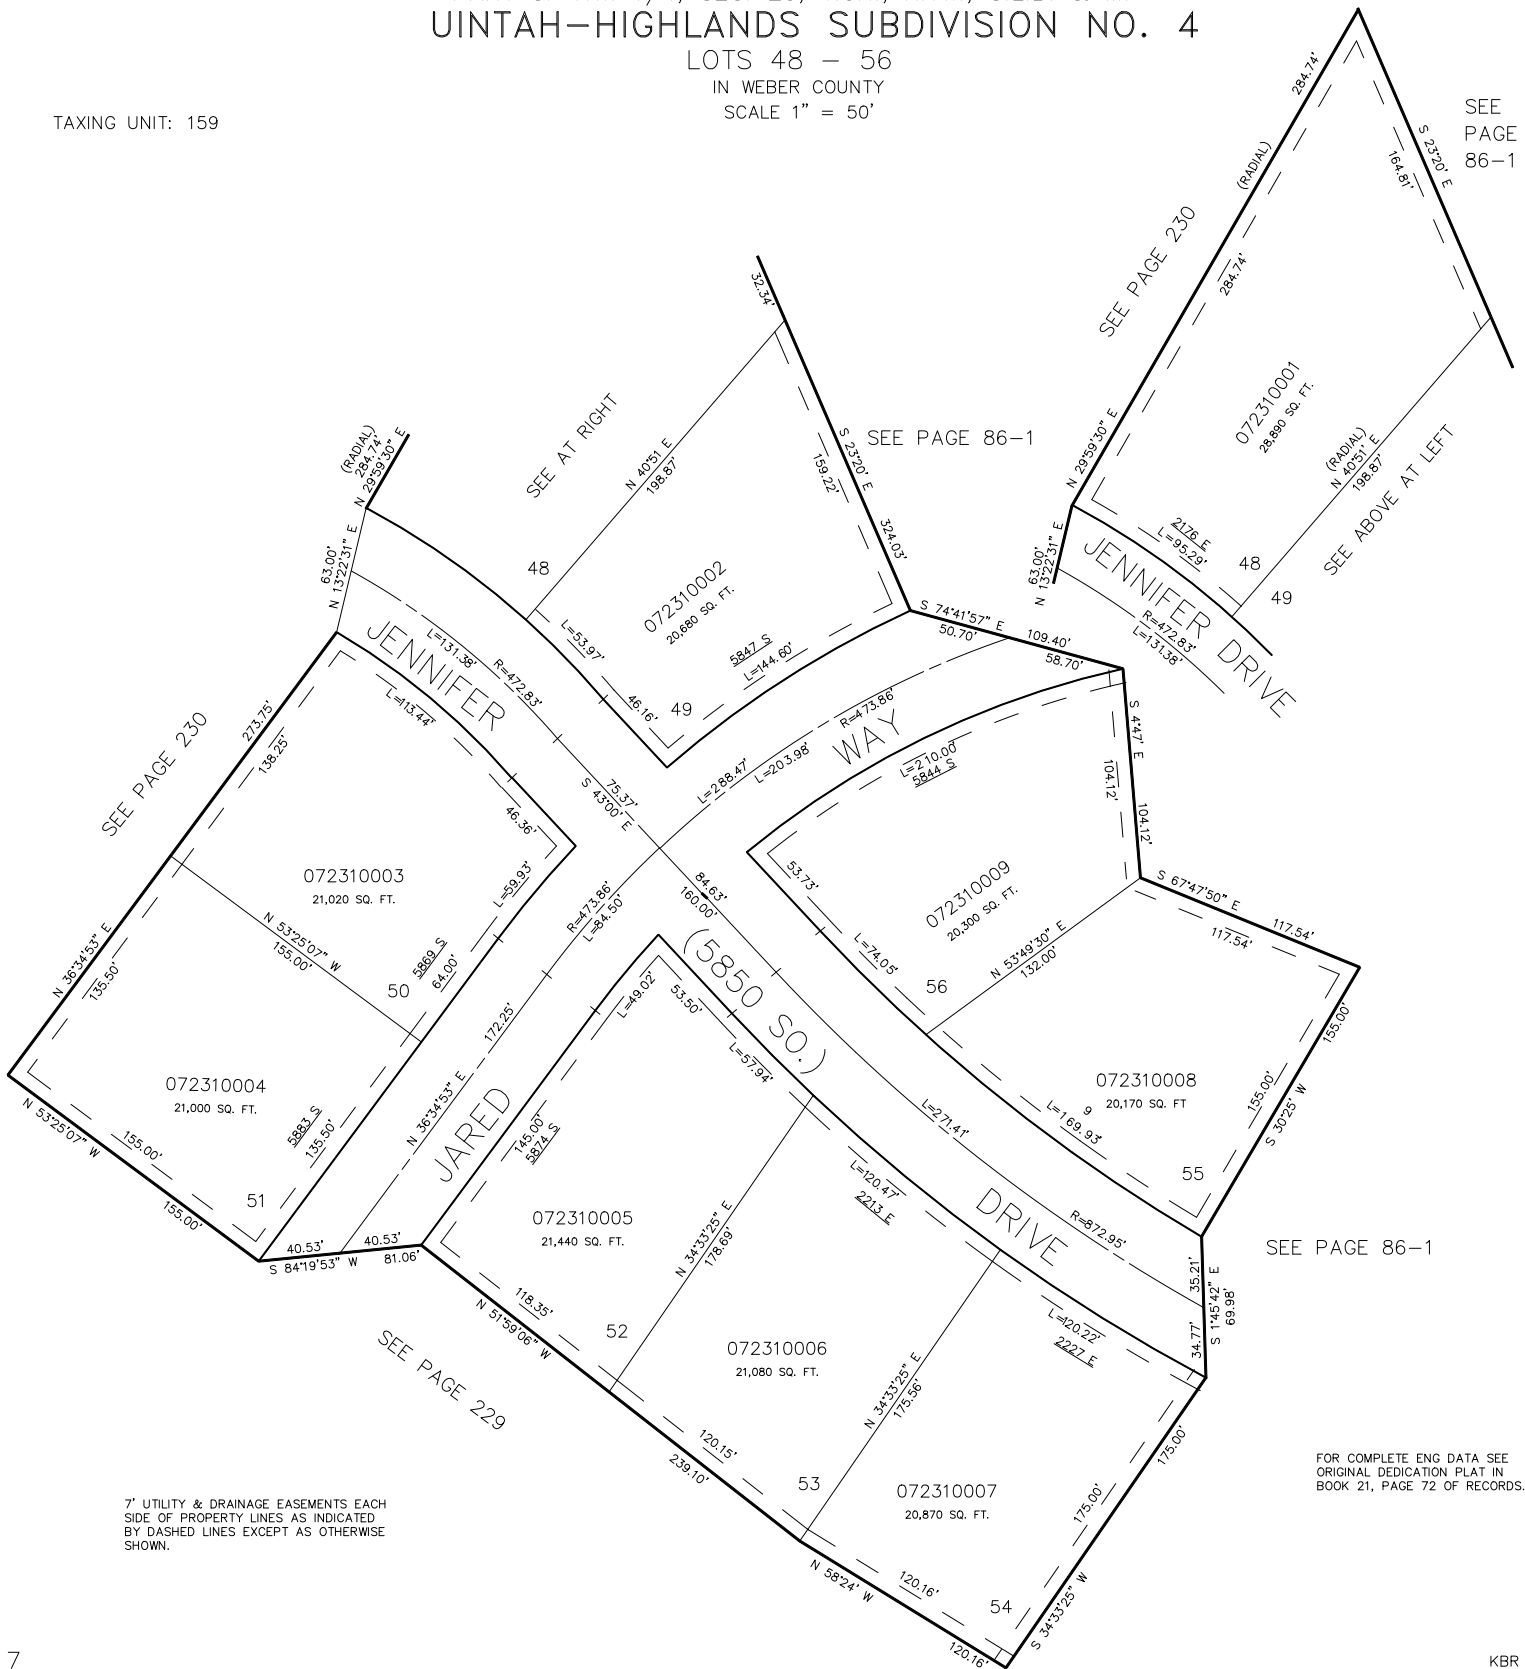 UINTAH-HIGHLANDS SUBDIVISION NO. 4
LOTS 48 - 56
IN WEBER COUNTY
SCALE 1" = 50'
TAXING UNIT: 159
284.74'
(RADIAL)
S 23°20' E
164.81'
SEE
PAGE
86-1
SEE PAGE 230
284.74'
N 29°59'30" E
072310001
28,890 SQ. FT.
(RADIAL)
N 40°51' E
198.87'
SEE ABOVE AT LEFT
2176 E
L=95.29'
48
49
63.00'
N 13°22'31" E
JENNIFER DRIVE
R=472.83'
L=131.38'
32.34'
SEE AT RIGHT
N 40°51 E
198.87'
S 23°20' E
159.22'
324.03'
SEE PAGE 86-1
(RADIAL)
284.74'
N 29°59'30" E
63.00'
N 13°22'31" E
48
072310002
20,680 SQ. FT.
L=53.97'
46.16'
49
5847 S
L=144.60'
S 74°41'57" E
50.70'
109.40'
58.70'
JENNIFER
L=131.38'
R=472.83'
L=113.44'
46.36'
75.37'
S 43°00' E
L=288.47'
L=203.98'
R=473.86'
WAY
L=210.00'
5844 S
S 4°47' E
104.12'
104.12'
SEE PAGE 230
273.75'
138.25'
072310003
21,020 SQ. FT.
L=59.93'
N 53°25'07" W
155.00'
N 36°34'53" E
135.50'
5869 S
64.00'
50
R=473.86'
L=84.50'
84.63'
160.00'
53.73'
L=74.05'
072310009
20,300 SQ. FT.
N 53°49'30" E
132.00'
56
S 67°47'50" E
117.54'
117.54'
(5850 SO.)
L=49.02'
53.50'
L=57.94'
172.25'
N 36°34'53" E
JARED
145.00'
5874 S
072310004
21,000 SQ. FT.
5883 S
135.50'
N 53°25'07" W
155.00'
155.00'
51
40.53'
40.53'
S 84°19'53" W
81.06'
072310008
20,170 SQ. FT
9
L=169.93'
55
155.00'
155.00'
S 30°25' W
L=271.41'
L=120.47'
2213 E
DRIVE
R=872.95'
072310005
21,440 SQ. FT.
N 34°33'25" E
178.69'
118.35'
N 51°59'06" W
52
SEE PAGE 229
35.21'
S 1°45'42" E
69.98'
34.77'
SEE PAGE 86-1
L=120.22'
2227 E
072310006
21,080 SQ. FT.
N 34°33'25" E
175.56'
120.15'
239.10'
53
072310007
20,870 SQ. FT.
175.00'
175.00'
S 34°33'25" W
N 58°24' W
120.16'
120.16'
54
FOR COMPLETE ENG DATA SEE
ORIGINAL DEDICATION PLAT IN
BOOK 21, PAGE 72 OF RECORDS.
7' UTILITY & DRAINAGE EASEMENTS EACH
SIDE OF PROPERTY LINES AS INDICATED
BY DASHED LINES EXCEPT AS OTHERWISE
SHOWN.
7
KBR